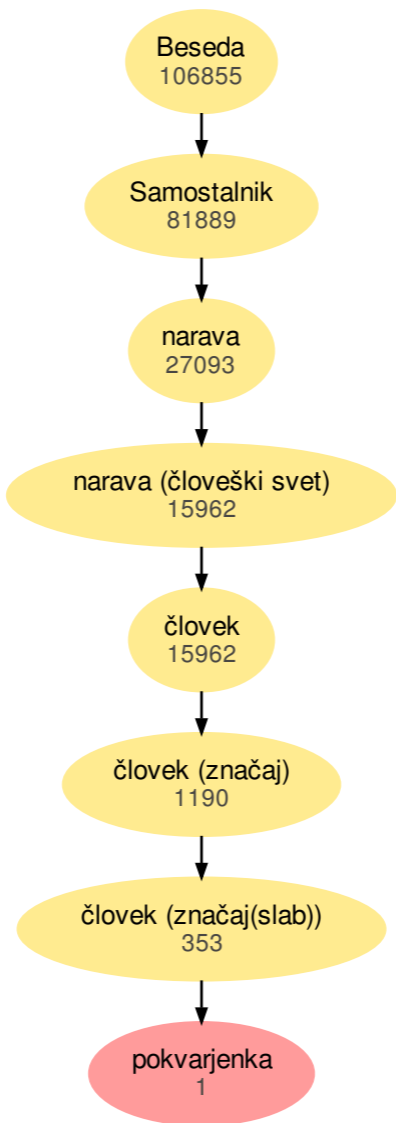 Beseda
106855
Samostalnik
81889
narava
27093
narava (človeški svet)
15962
človek
15962
človek (značaj)
1190
človek (značaj(slab))
353
pokvarjenka
1